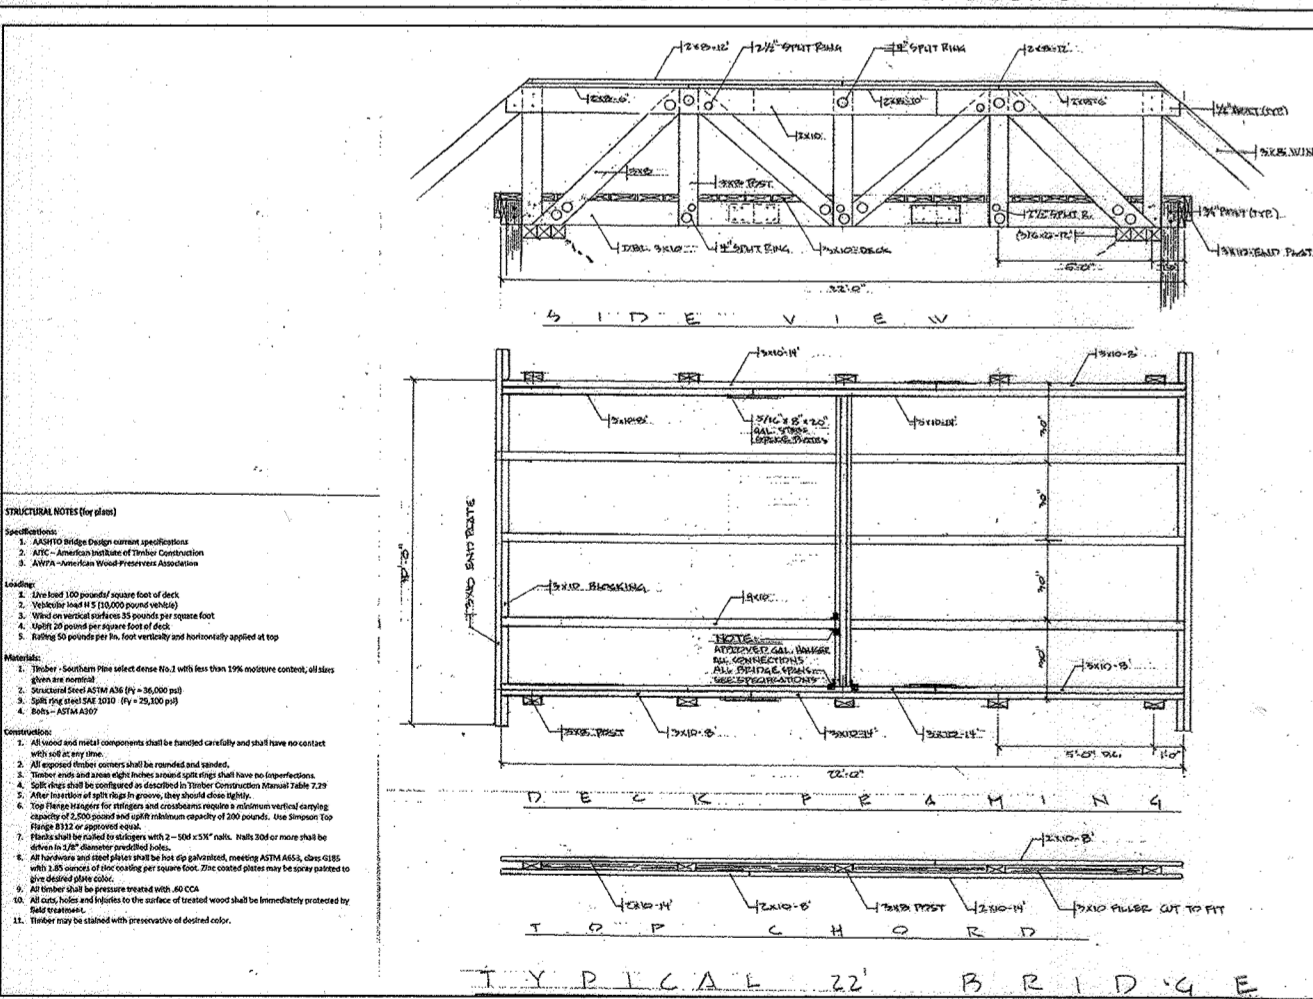 2x8-12'
2½" SPLIT RING
4" SPLIT RING
2x8-12'
2x8-6'
2x8-10'
2x8-6'
2x10
3x8
3x8 POST
DBL. 3x10
4" SPLIT RING
3x10 DECK
2½" SPLIT R.
3x10 END POST
5'-0"
22'-0"
SIDE VIEW
3x10-14'
3x10-8'
3x10-8'
5/16" x 8" x 20"
GAL. STEEL
SPLICE PLATES
3x10-14'
30"
30"
30"
30"
3x10 END PLATE
3x10 BLOCKING
4x10
NOTE:
APPROVED GAL. HANGER
ALL CONNECTIONS
ALL BRIDGE SPANS
SEE SPECIFICATIONS
3x10-8'
3x8 POST
3x10-8'
3x12-14'
5'-0" O.C.
1'-0"
22'-0"
DECK FRAMING
2x10-8'
2x10-14'
2x10-8'
3x8 POST
2x10-14'
3x10 FILLER CUT TO FIT
TOP CHORD
TYPICAL 22' BRIDGE
STRUCTURAL NOTES (for plans)
Specifications:
1. AASHTO Bridge Design current specifications
2. AITC – American Institute of Timber Construction
3. AWPA – American Wood Preservers Association
Loading:
1. Live load 100 pounds/ square foot of deck
2. Vehicular load H 5 (10,000 pound vehicle)
3. Wind on vertical surfaces 35 pounds per square foot
4. Uplift 20 pound per square foot of deck
5. Railing 50 pounds per lin. foot vertically and horizontally applied at top
Materials:
1. Timber - Southern Pine select dense No.1 with less than 19% moisture content, all sizes
given are nominal
2. Structural Steel ASTM A36 (Fy = 36,000 psi)
3. Split ring steel SAE 1010 (Fy = 29,100 psi)
4. Bolts – ASTM A307
Construction:
1. All wood and metal components shall be handled carefully and shall have no contact
with soil at any time.
2. All exposed timber corners shall be rounded and sanded.
3. Timber ends and areas eight inches around split rings shall have no imperfections.
4. Split rings shall be configured as described in Timber Construction Manual Table 7.29
5. After insertion of split rings in groove, they should close tightly.
6. Top Flange Hangers for stringers and crossbeams require a minimum vertical carrying
capacity of 2,500 pound and uplift minimum capacity of 200 pounds. Use Simpson Top
Flange B312 or approved equal.
7. Planks shall be nailed to stringers with 2 – 50d x 5½" nails. Nails 30d or more shall be
driven in 1/8" diameter predrilled holes.
8. All hardware and steel plates shall be hot dip galvanized, meeting ASTM A653, class G185
with 1.85 ounces of zinc coating per square foot. Zinc coated plates may be spray painted to
give desired plate color.
9. All timber shall be pressure treated with .60 CCA
10. All cuts, holes and injuries to the surface of treated wood shall be immediately protected by
field treatment.
11. Timber may be stained with preservative of desired color.